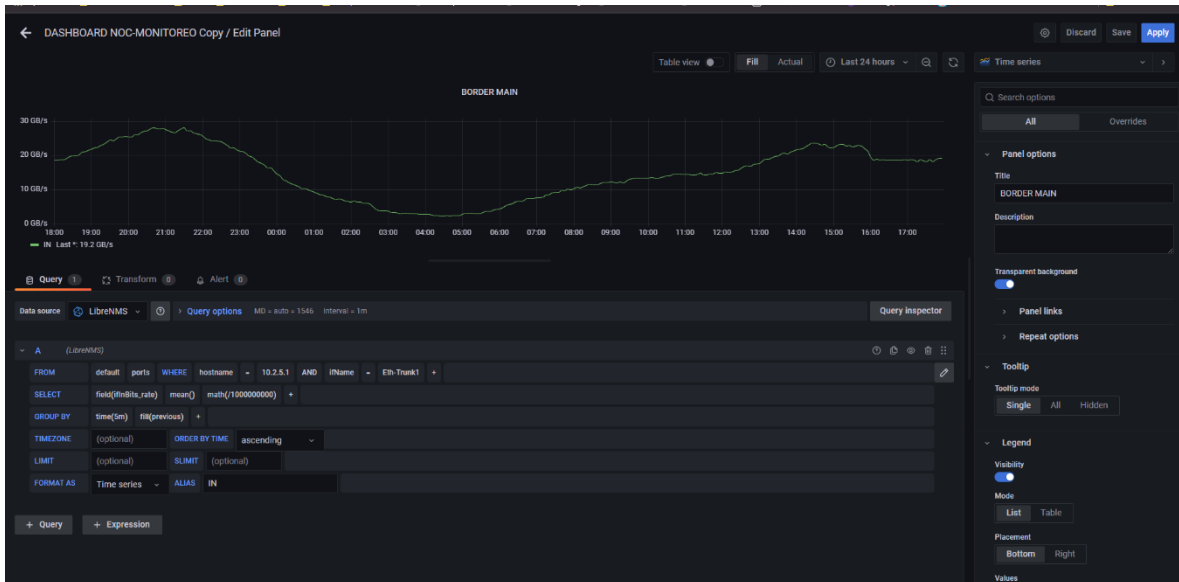 DASHBOARD NOC-MONITOREO Copy / Edit Panel
Discard Save Apply
Table view Fill Actual Last 24 hours
Time series
BORDER MAIN
30 GB/s
20 GB/s
10 GB/s
0 GB/s
18:00 19:00 20:00 21:00 22:00 23:00 00:00 01:00 02:00 03:00 04:00 05:00 06:00 07:00 08:00 09:00 10:00 11:00 12:00 13:00 14:00 15:00 16:00 17:00
IN Last *: 19.2 GB/s
Query 1 Transform 0 Alert 0
Data source LibreNMS > Query options MD = auto = 1546 Interval = 1m Query inspector
A (LibreNMS)
FROM default ports WHERE hostname = 10.2.5.1 AND ifName = Eth-Trunk1 +
SELECT field(ifInBits_rate) mean() math(/1000000000) +
GROUP BY time(5m) fill(previous) +
TIMEZONE (optional) ORDER BY TIME ascending
LIMIT (optional) SLIMIT (optional)
FORMAT AS Time series ALIAS IN
+ Query + Expression
Search options
All Overrides
Panel options
Title
BORDER MAIN
Description
Transparent background
> Panel links
> Repeat options
Tooltip
Tooltip mode
Single All Hidden
Legend
Visibility
Mode
List Table
Placement
Bottom Right
Values